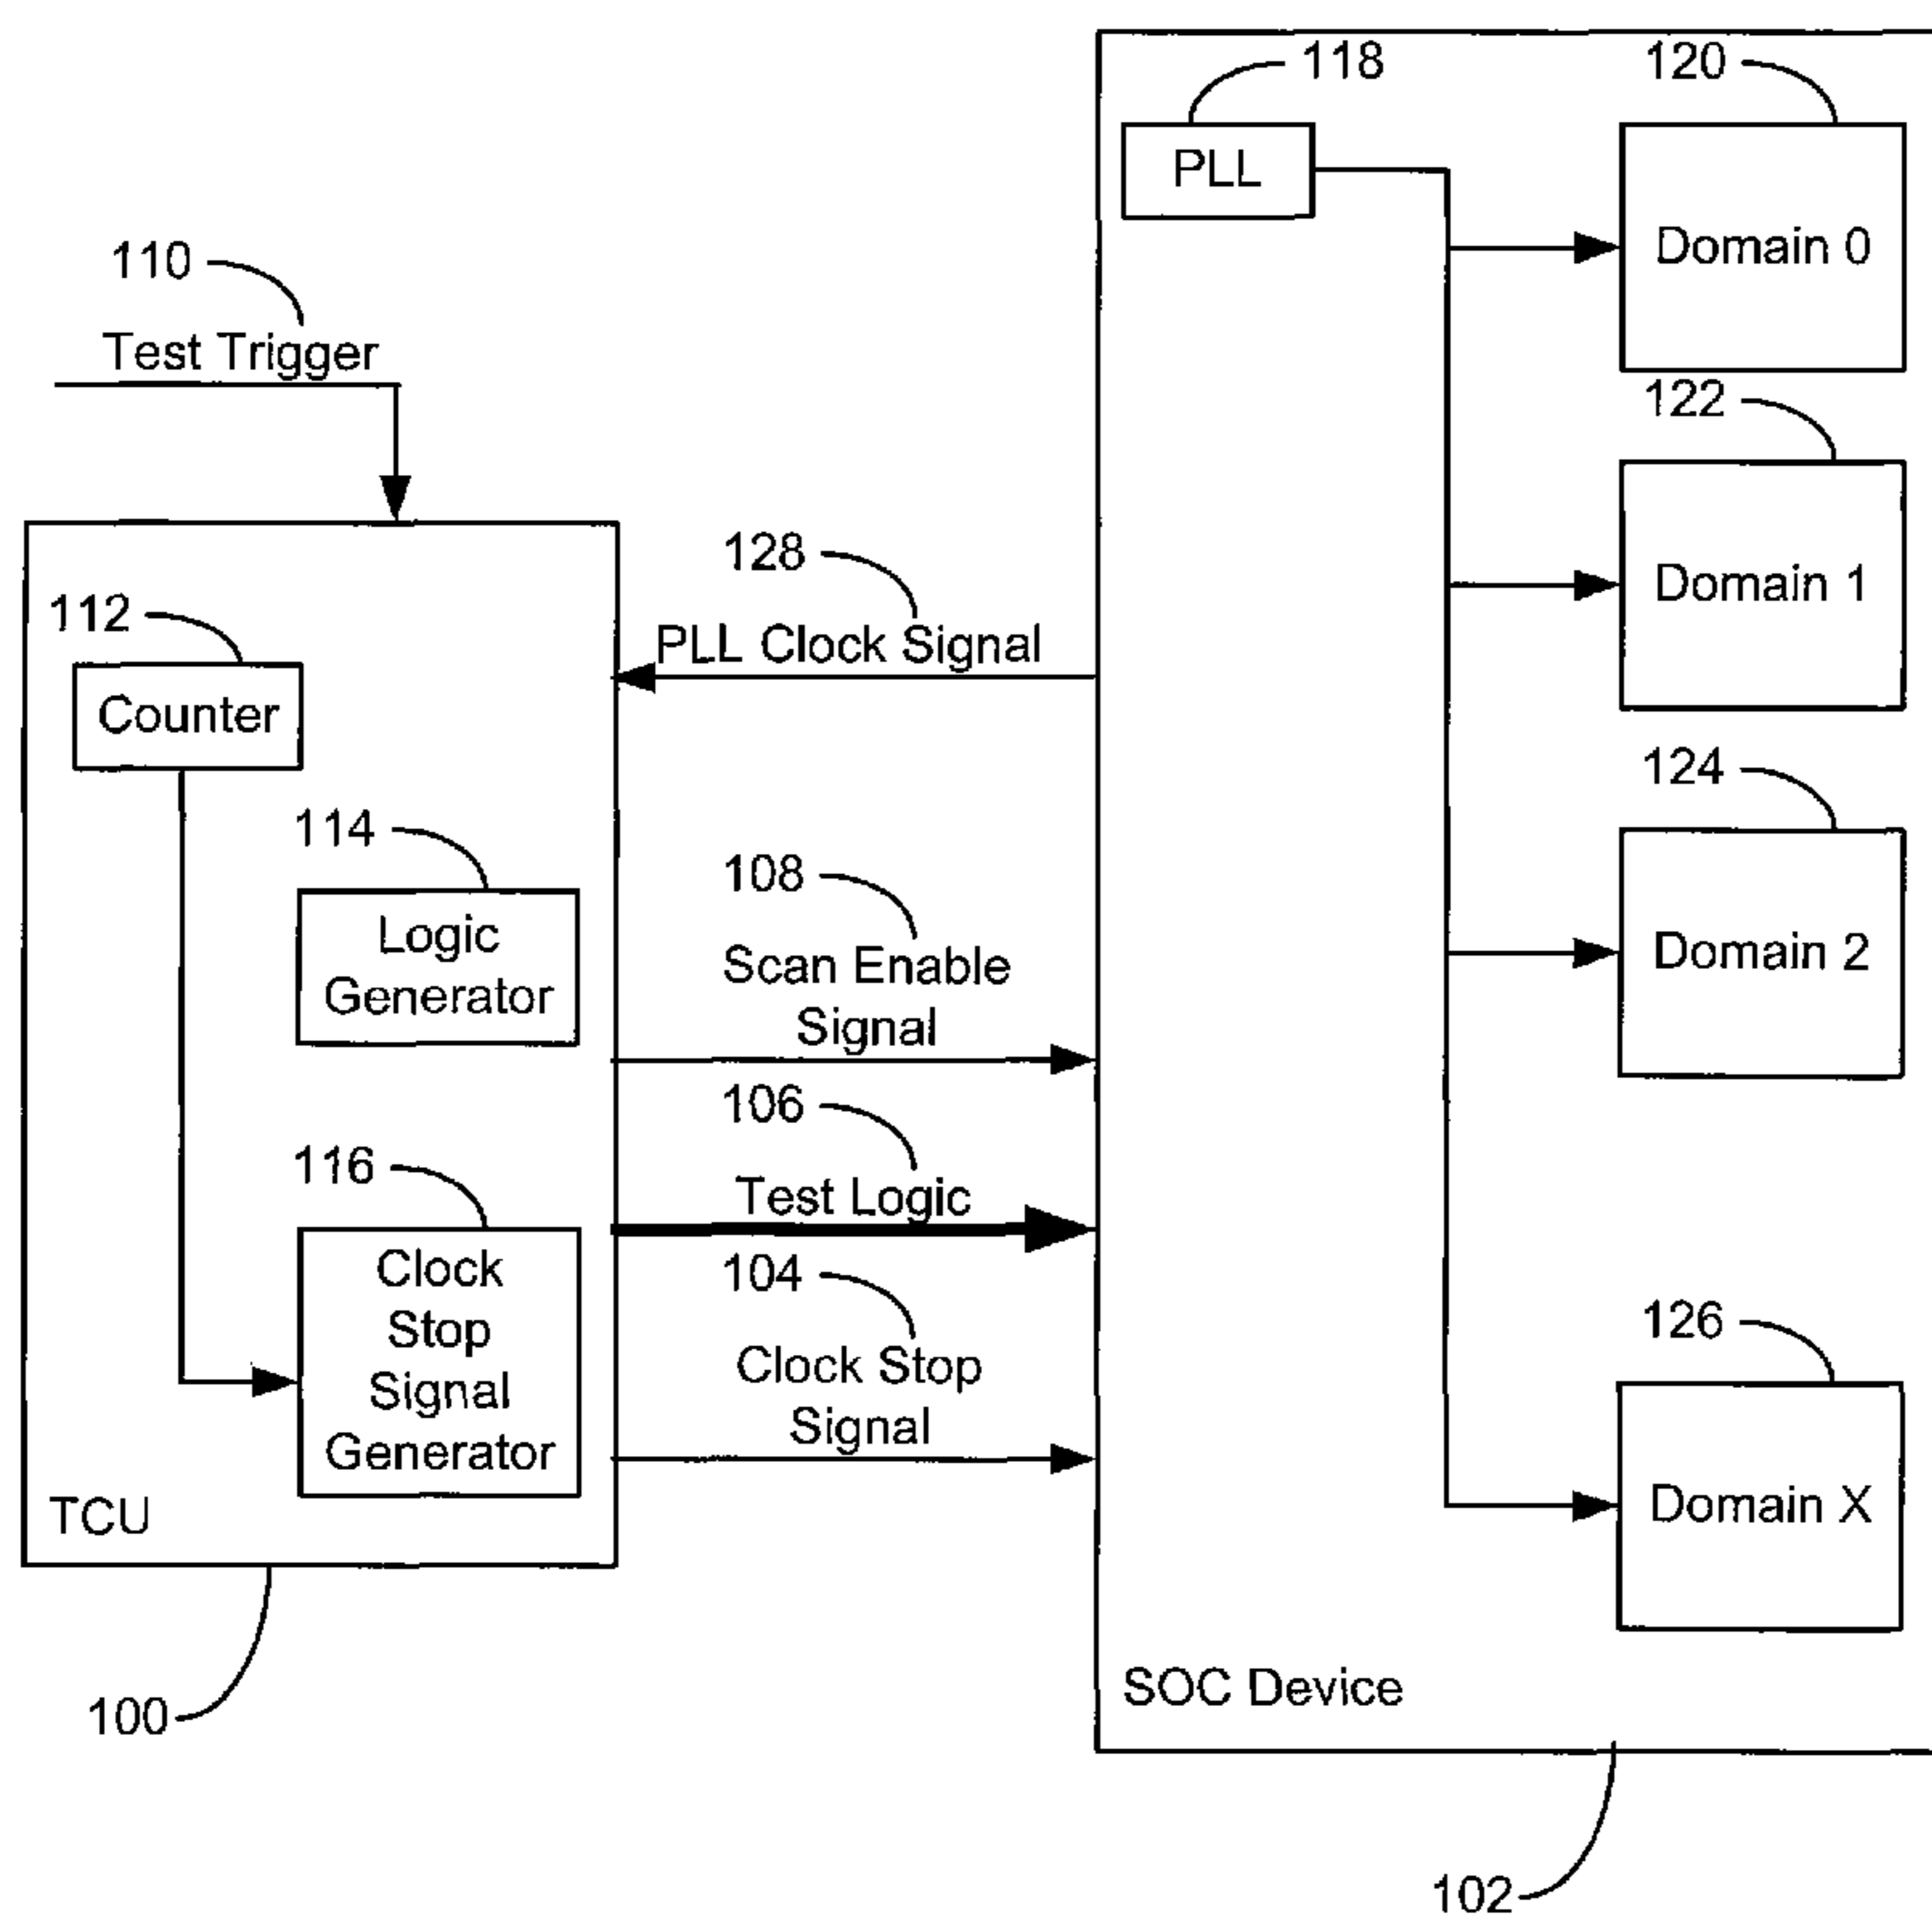 118
120
PLL
Domain 0
110
Test Trigger
122
Domain 1
128
PLL Clock Signal
112
Counter
124
Domain 2
114
Logic
Generator
108
Scan Enable
Signal
106
Test Logic
116
Clock
Stop
Signal
Generator
104
Clock Stop
Signal
126
Domain X
TCU
SOC Device
100
102